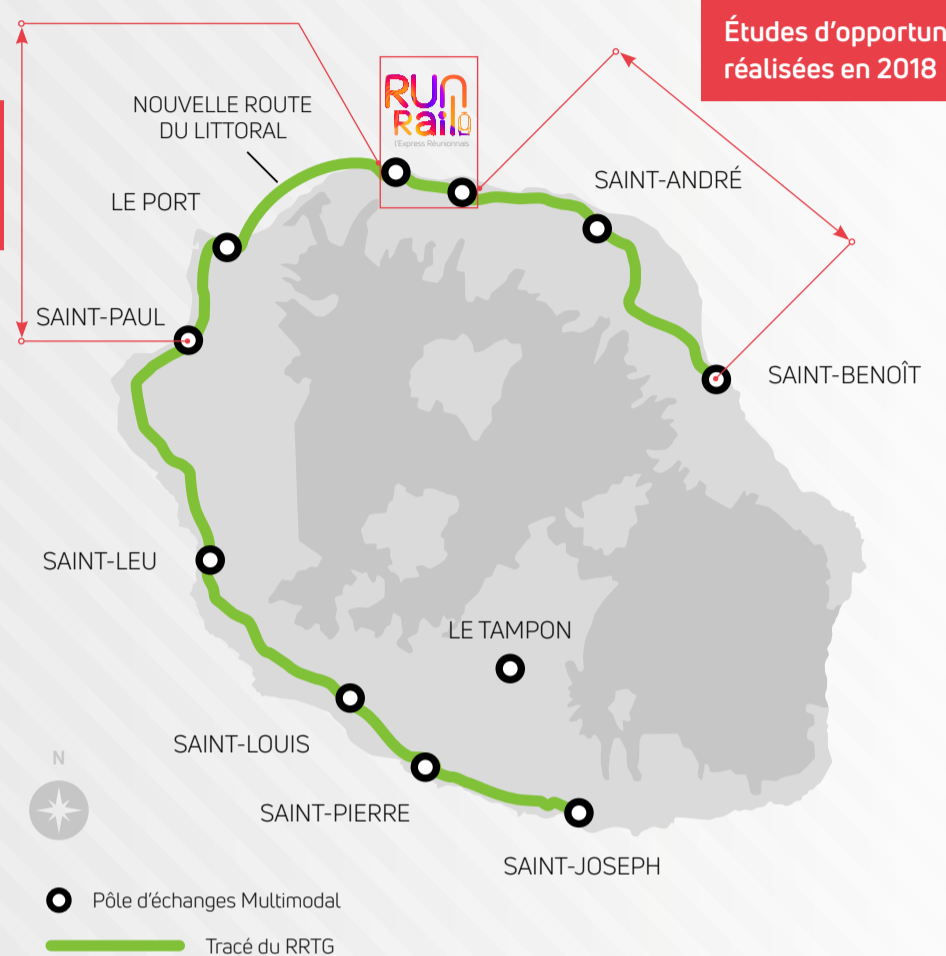 Études d'opportun
réalisées en 2018
RUN
Rail
l'Express Réunionnais
NOUVELLE ROUTE
DU LITTORAL
LE PORT
SAINT-ANDRÉ
SAINT-PAUL
SAINT-BENOÎT
SAINT-LEU
LE TAMPON
SAINT-LOUIS
SAINT-PIERRE
SAINT-JOSEPH
N
Pôle d'échanges Multimodal
Tracé du RRTG